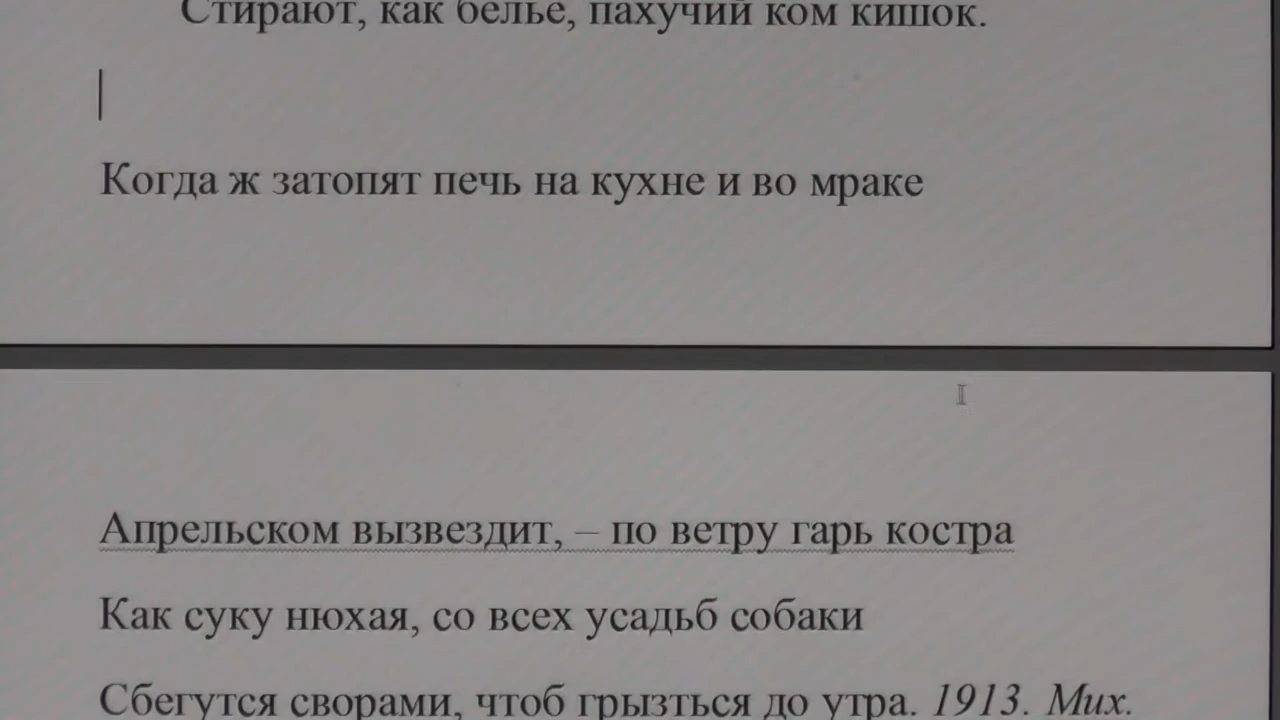 Стирают, как белье, пахучий ком кишок.
Когда ж затопят печь на кухне и во мраке
Апрельском вызвездит, – по ветру гарь костра
Как суку нюхая, со всех усадьб собаки
Сбегутся сворами, чтоб грызться до утра. 1913. Мих.